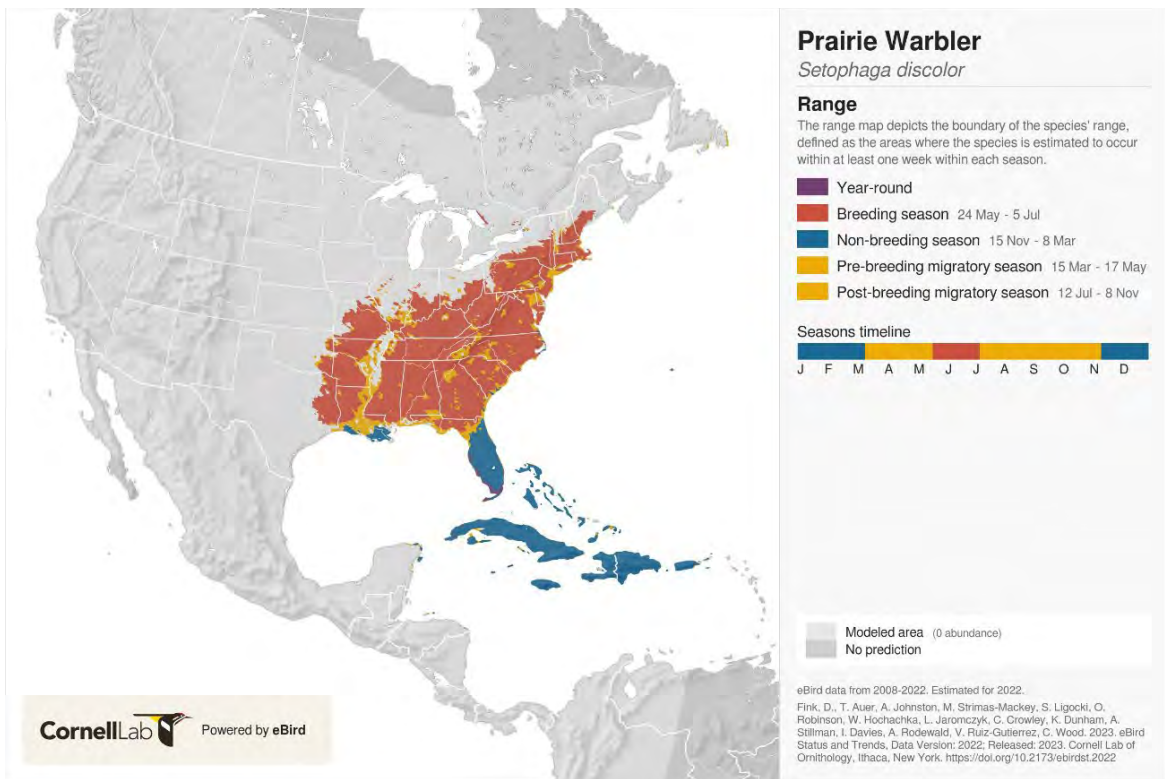 Prairie Warbler
Setophaga discolor
Range
The range map depicts the boundary of the species' range,
defined as the areas where the species is estimated to occur
within at least one week within each season.
Year-round
Breeding season 24 May - 5 Jul
Non-breeding season 15 Nov - 8 Mar
Pre-breeding migratory season 15 Mar - 17 May
Post-breeding migratory season 12 Jul - 8 Nov
Seasons timeline
J F M A M J J A S O N D
Modeled area (0 abundance)
No prediction
eBird data from 2008-2022. Estimated for 2022.
Fink, D., T. Auer, A. Johnston, M. Strimas-Mackey, S. Ligocki, O.
Robinson, W. Hochachka, L. Jaromczyk, C. Crowley, K. Dunham, A.
Stillman, I. Davies, A. Rodewald, V. Ruiz-Gutierrez, C. Wood. 2023. eBird
Status and Trends, Data Version: 2022; Released: 2023. Cornell Lab of
Ornithology, Ithaca, New York. https://doi.org/10.2173/ebirdst.2022
CornellLab Powered by eBird